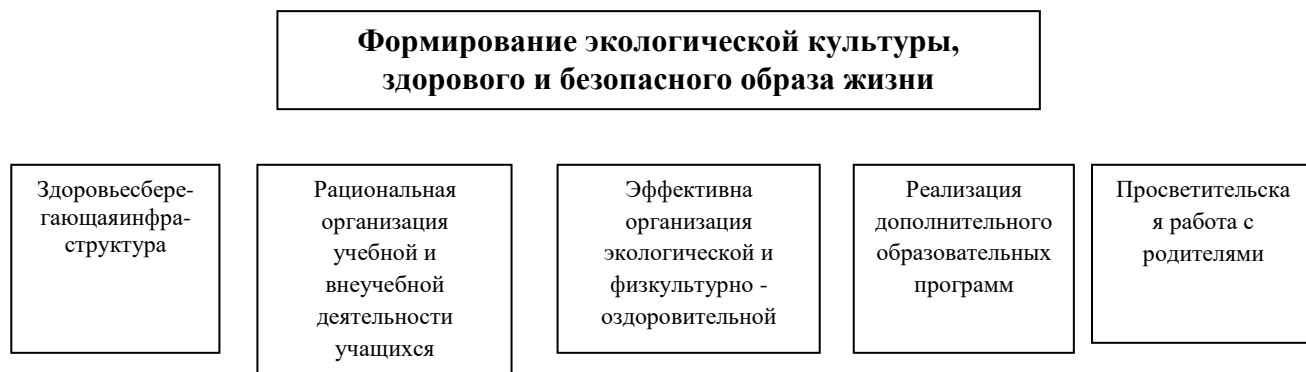 Формирование экологической культуры,
здорового и безопасного образа жизни
Здоровьесбере-
гающаяинфра-
структура
Рациональная
организация
учебной и
внеучебной
деятельности
учащихся
Эффективна
организация
экологической и
физкультурно -
оздоровительной
Реализация
дополнительного
образовательных
программ
Просветительска
я работа с
родителями